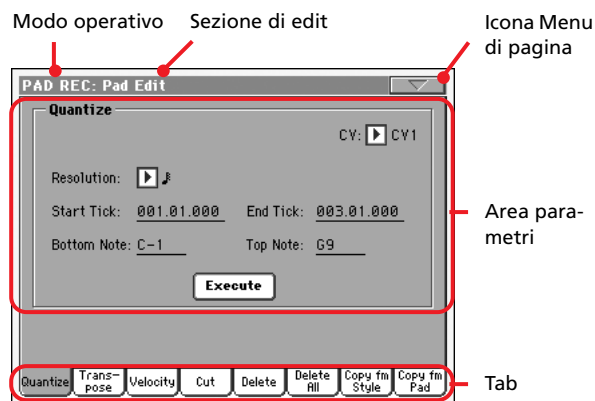 Modo operativo Sezione di edit Icona Menu
di pagina
PAD REC: Pad Edit
Quantize
CV: CV1
Resolution:
Start Tick: 001.01.000 End Tick: 003.01.000
Area para-
metri
Bottom Note: C-1 Top Note: G9
Execute
Quantize Trans-
pose Velocity Cut Delete Delete
All Copy fm
Style Copy fm
Pad
Tab